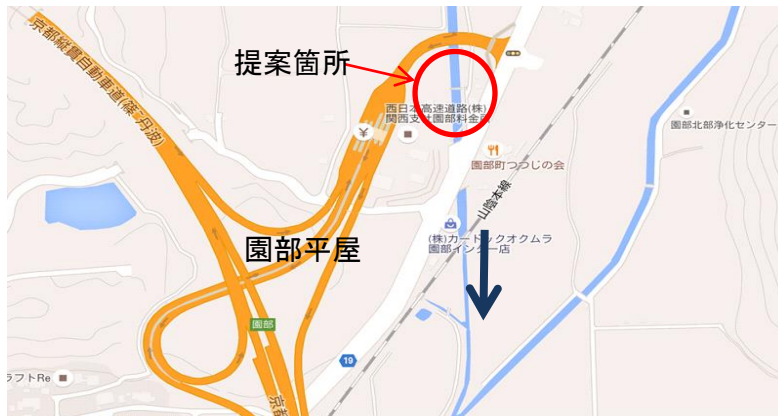 京都縦貫自動車道(篠-丹波)
提案箇所
西日本高速道路(株)
関西支社園部料金所
園部北部浄化センター
園部町つつじの会
山陰本線
(株)カードックオクムラ
園部インター店
園部平屋
園部
19
ラフトRe
京都